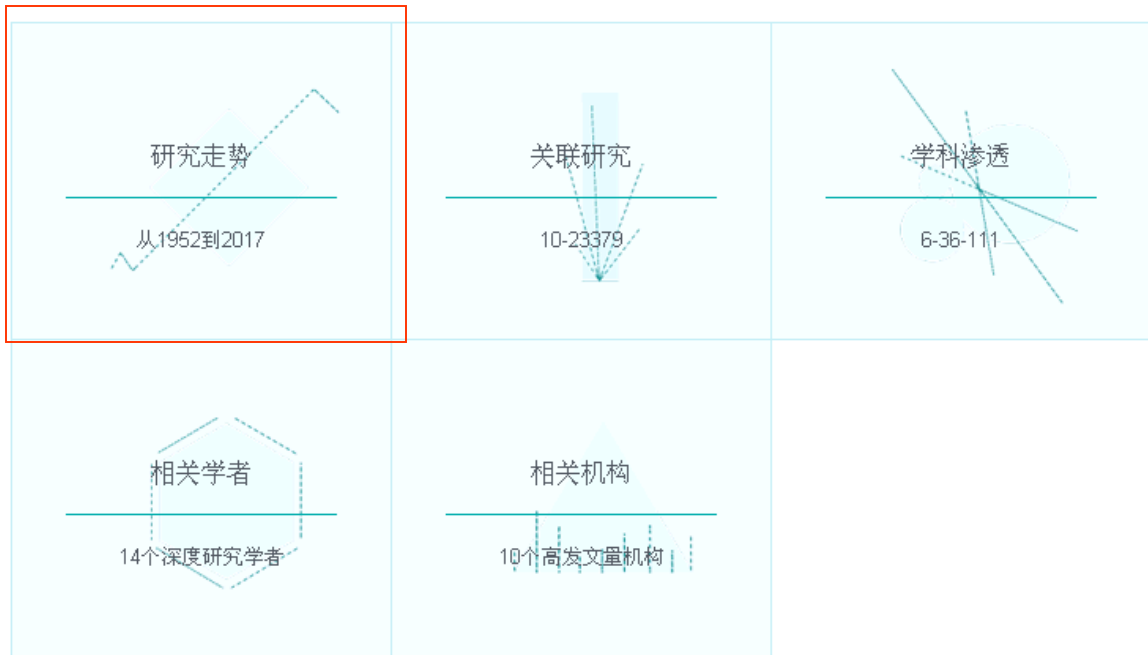 研究走势
关联研究
学科渗透
从1952到2017
10-23379
6-36-111
相关学者
相关机构
14个深度研究学者
10个高发文量机构